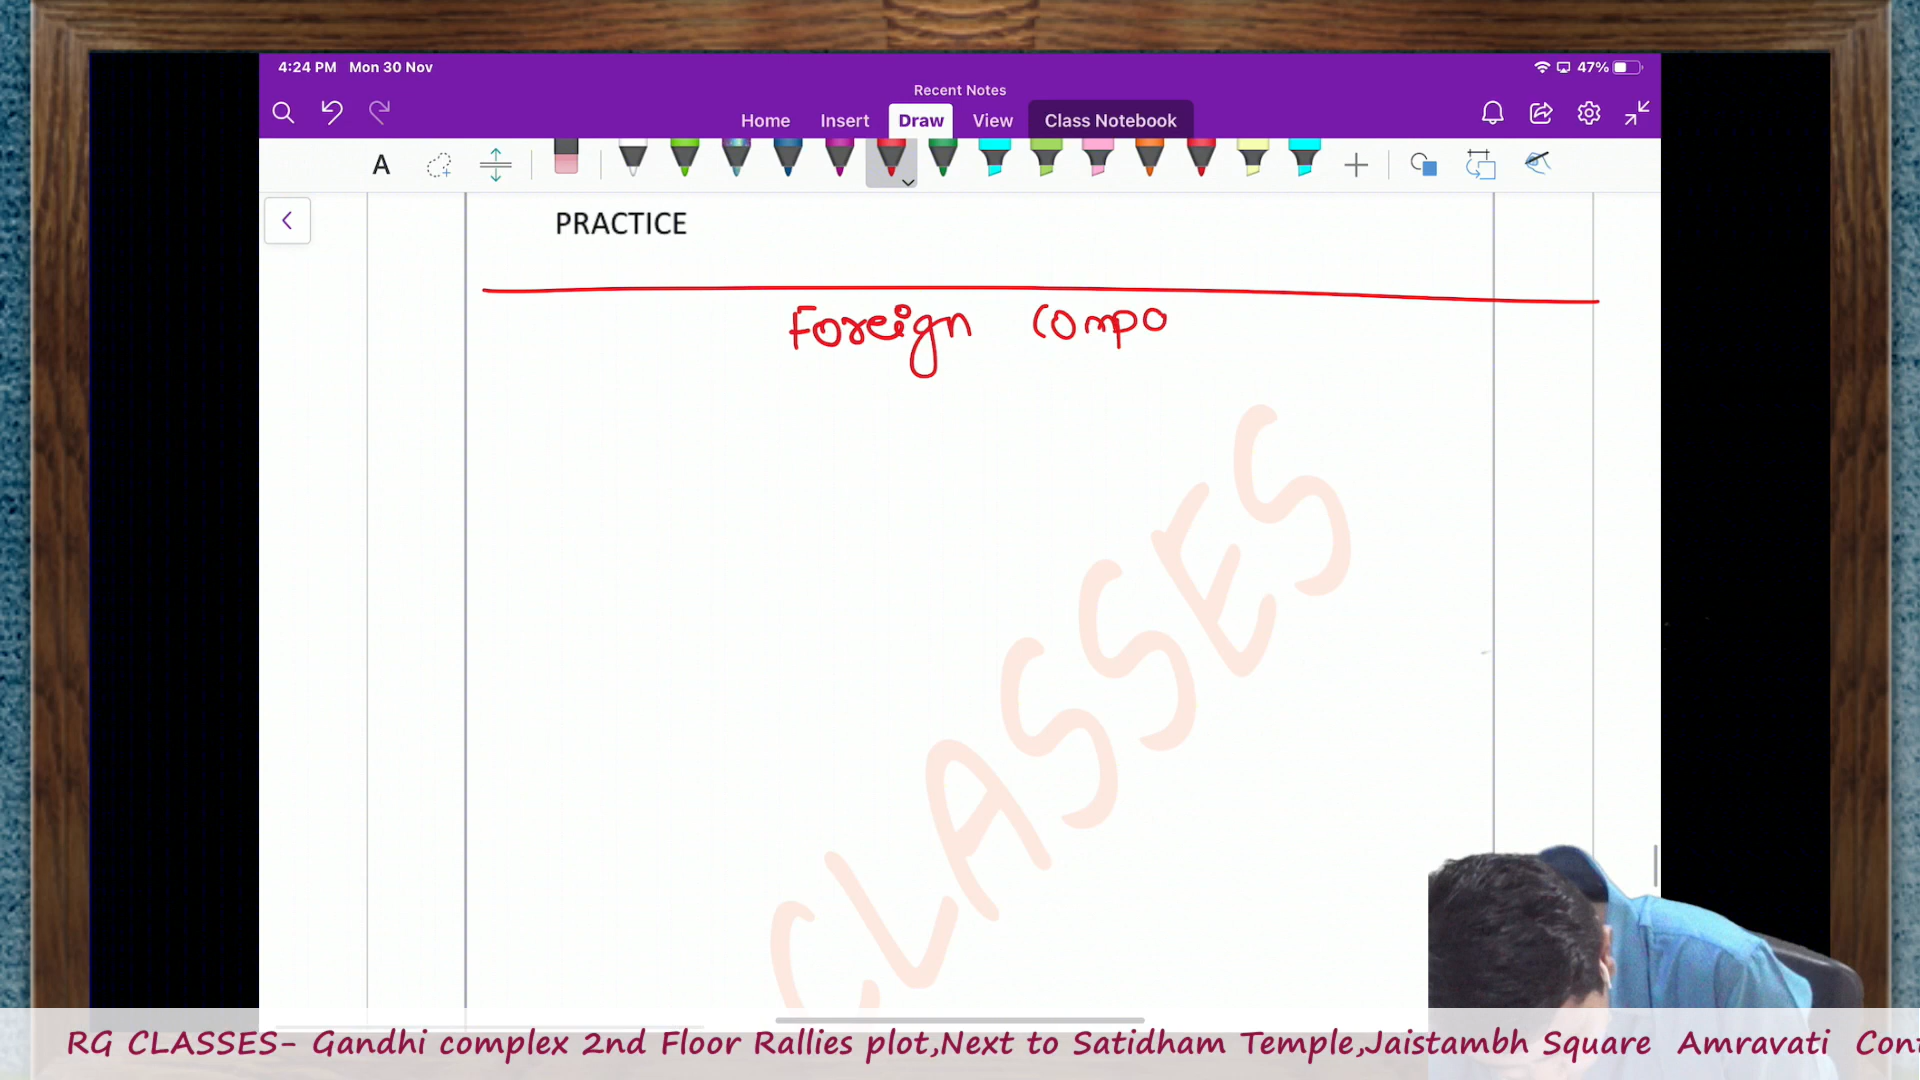 4:24 PM Mon 30 Nov
47%
Recent Notes
Home Insert Draw View Class Notebook
A
PRACTICE
Foreign Compo
CLASSES
RG CLASSES- Gandhi complex 2nd Floor Rallies plot,Next to Satidham Temple,Jaistambh Square Amravati